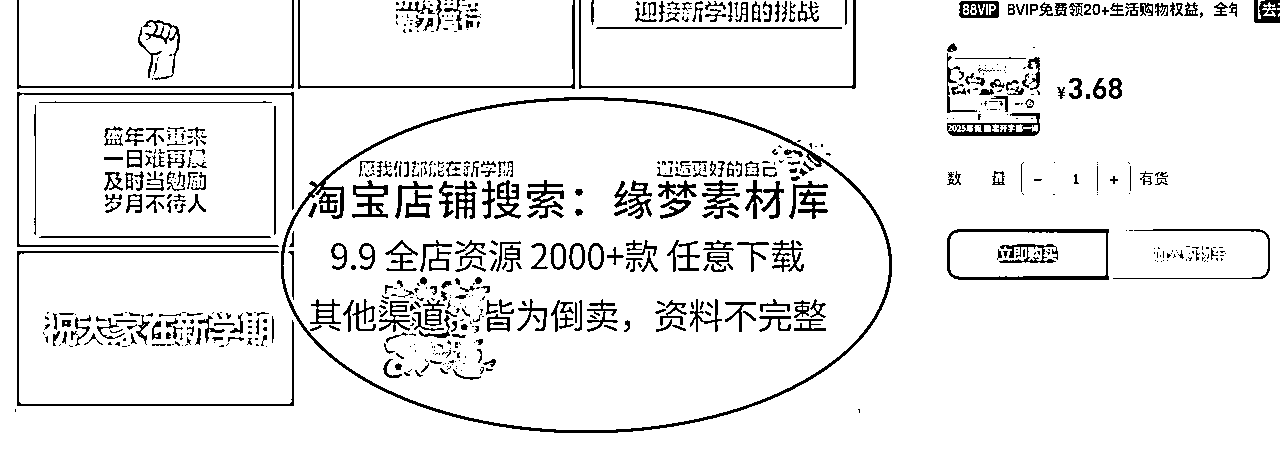 迎接新学期的挑战
88VIP 8VIP免费领20+生活购物权益，全年
¥3.68
盛年不重来
一日难再晨
及时当勉励
岁月不待人
愿我们都能在新学期
邂逅更好的自己
淘宝店铺搜索：缘梦素材库
9.9 全店资源 2000+款 任意下载
其他渠道，皆为倒卖，资料不完整
祝大家在新学期
数 量 - 1 + 有货
立即购买
加入购物车